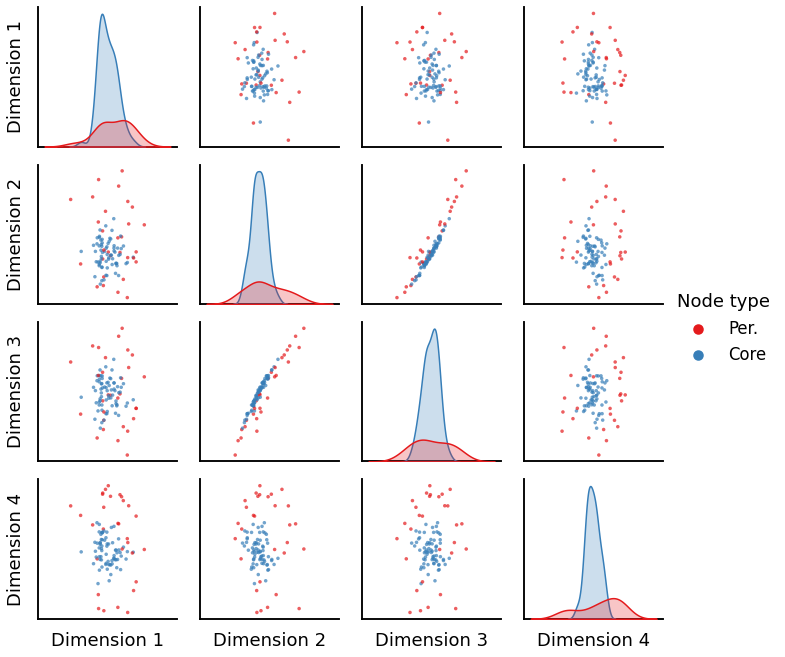 Dimension 1
Dimension 2
Dimension 3
Dimension 4
Node type
Per.
Core
Dimension 1
Dimension 2
Dimension 3
Dimension 4